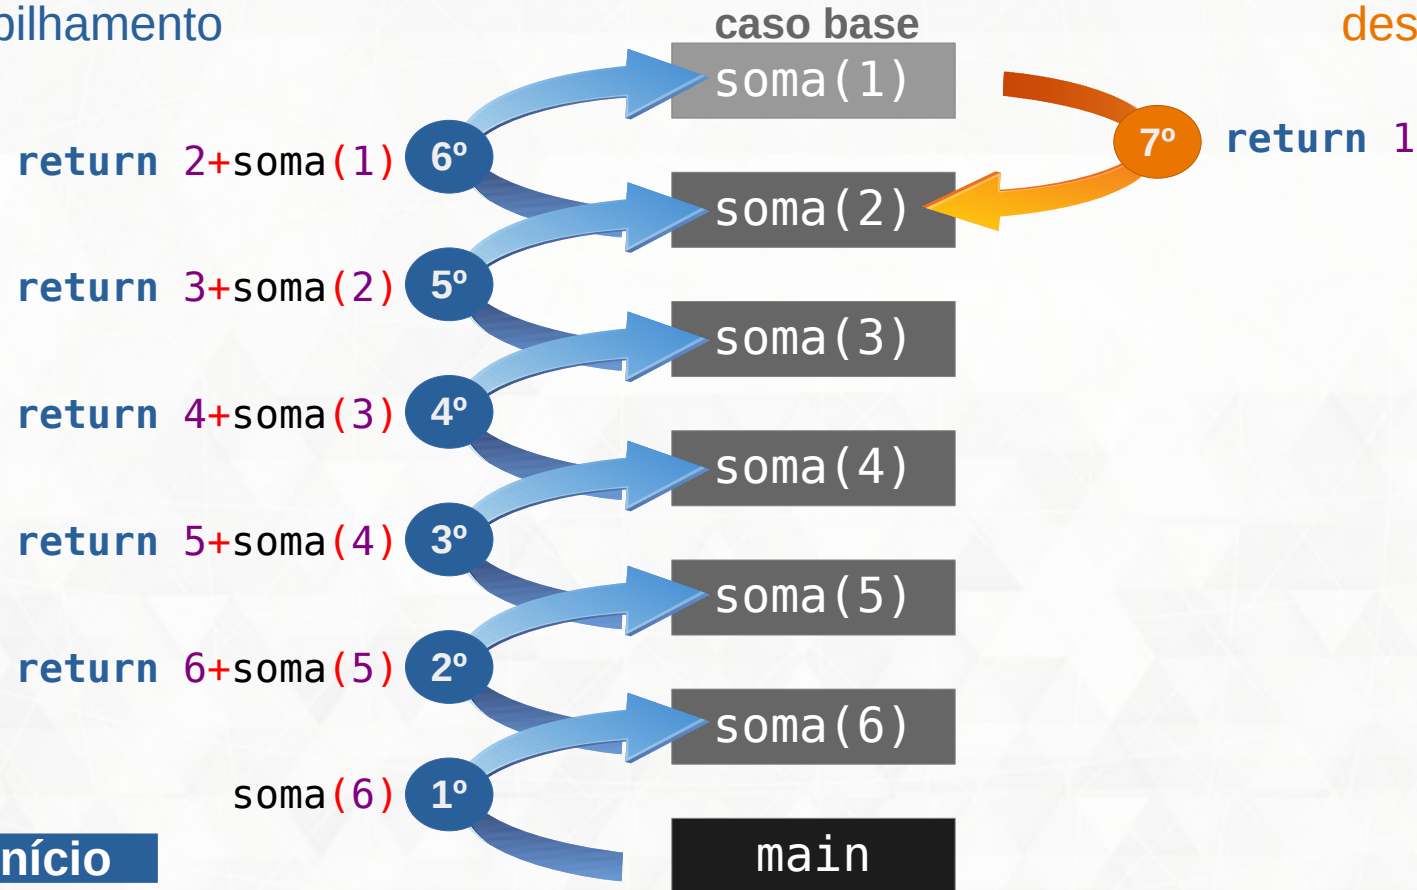 pilhamento
caso base
des
soma(1)
return 2+soma(1) 6º
7º return 1
soma(2)
return 3+soma(2) 5º
soma(3)
return 4+soma(3) 4º
soma(4)
return 5+soma(4) 3º
soma(5)
return 6+soma(5) 2º
soma(6)
soma(6) 1º
nício
main